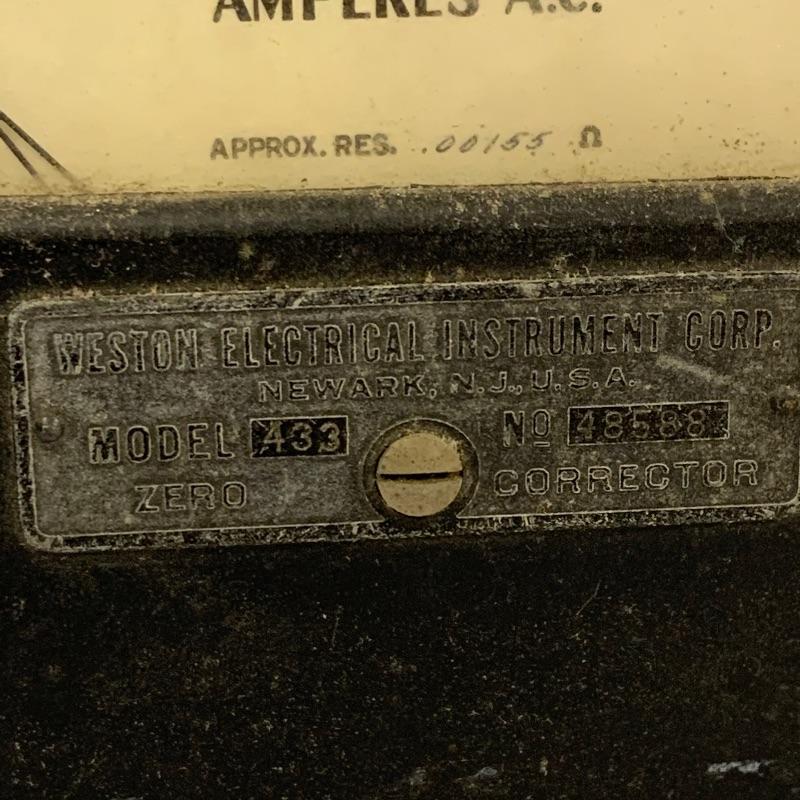 AMPERES A.C.
APPROX. RES. .00155 Ω
WESTON ELECTRICAL INSTRUMENT CORP.
NEWARK, N.J., U.S.A.
MODEL 433 NO 48588
ZERO CORRECTOR